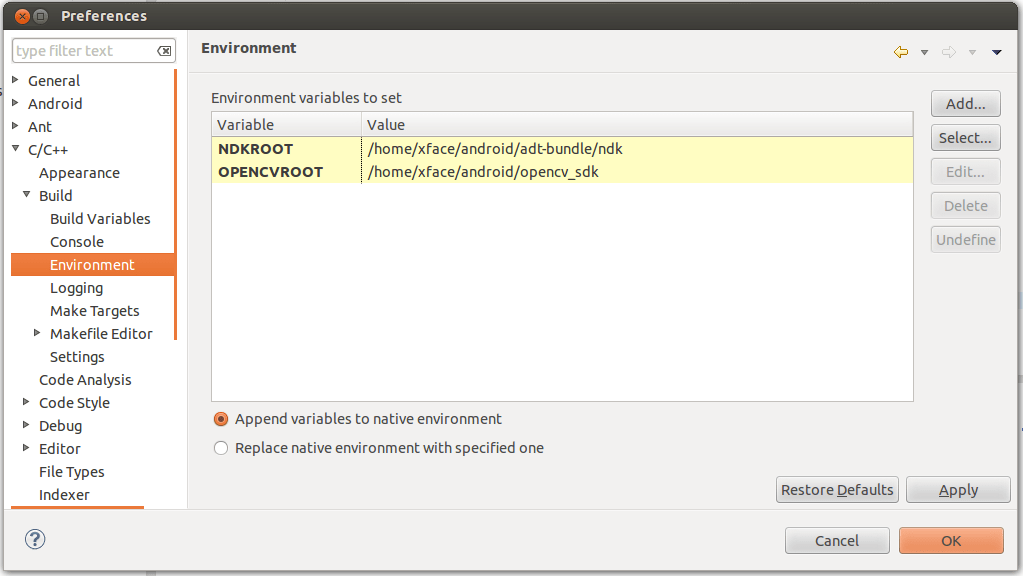 Preferences
type filter text
General
Android
Ant
C/C++
Appearance
Build
Build Variables
Console
Environment
Logging
Make Targets
Makefile Editor
Settings
Code Analysis
Code Style
Debug
Editor
File Types
Indexer
Environment
Environment variables to set
Variable Value
NDKROOT /home/xface/android/adt-bundle/ndk
OPENCVROOT /home/xface/android/opencv_sdk
Add...
Select...
Edit...
Delete
Undefine
Append variables to native environment
Replace native environment with specified one
Restore Defaults Apply
? Cancel OK